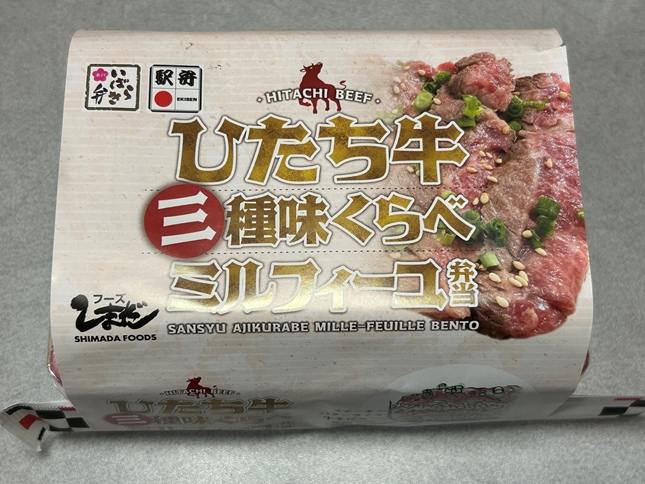 いばらき
弁
駅弁
EKIBEN
HITACHI BEEF
ひたち牛
三種味くらべ
ミルフィーユ弁当
SANSYU AJIKURABE MILLE-FEUILLE BENTO
フーズ
しまだ
SHIMADA FOODS
HITACHI BEEF
ひたち牛
三種味くらべ